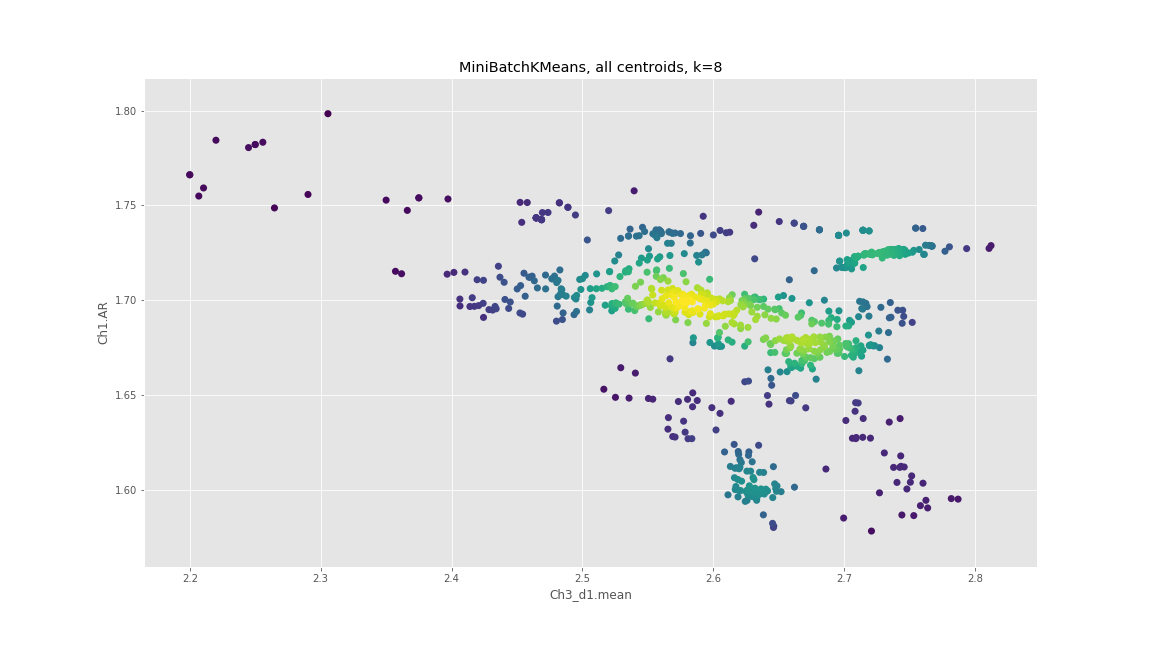 MiniBatchKMeans, all centroids, k=8
1.80
1.75
1.70
1.65
1.60
Ch1.AR
2.2 2.3 2.4 2.5 2.6 2.7 2.8
Ch3_d1.mean